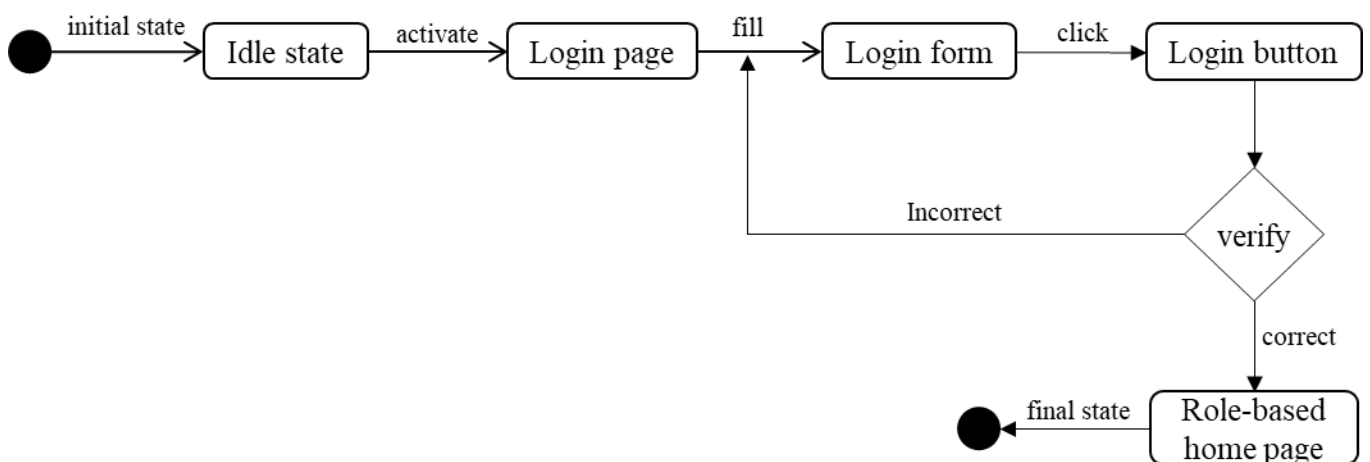 initial state
Idle state
activate
Login page
fill
Login form
click
Login button
Incorrect
verify
correct
final state
Role-based
home page